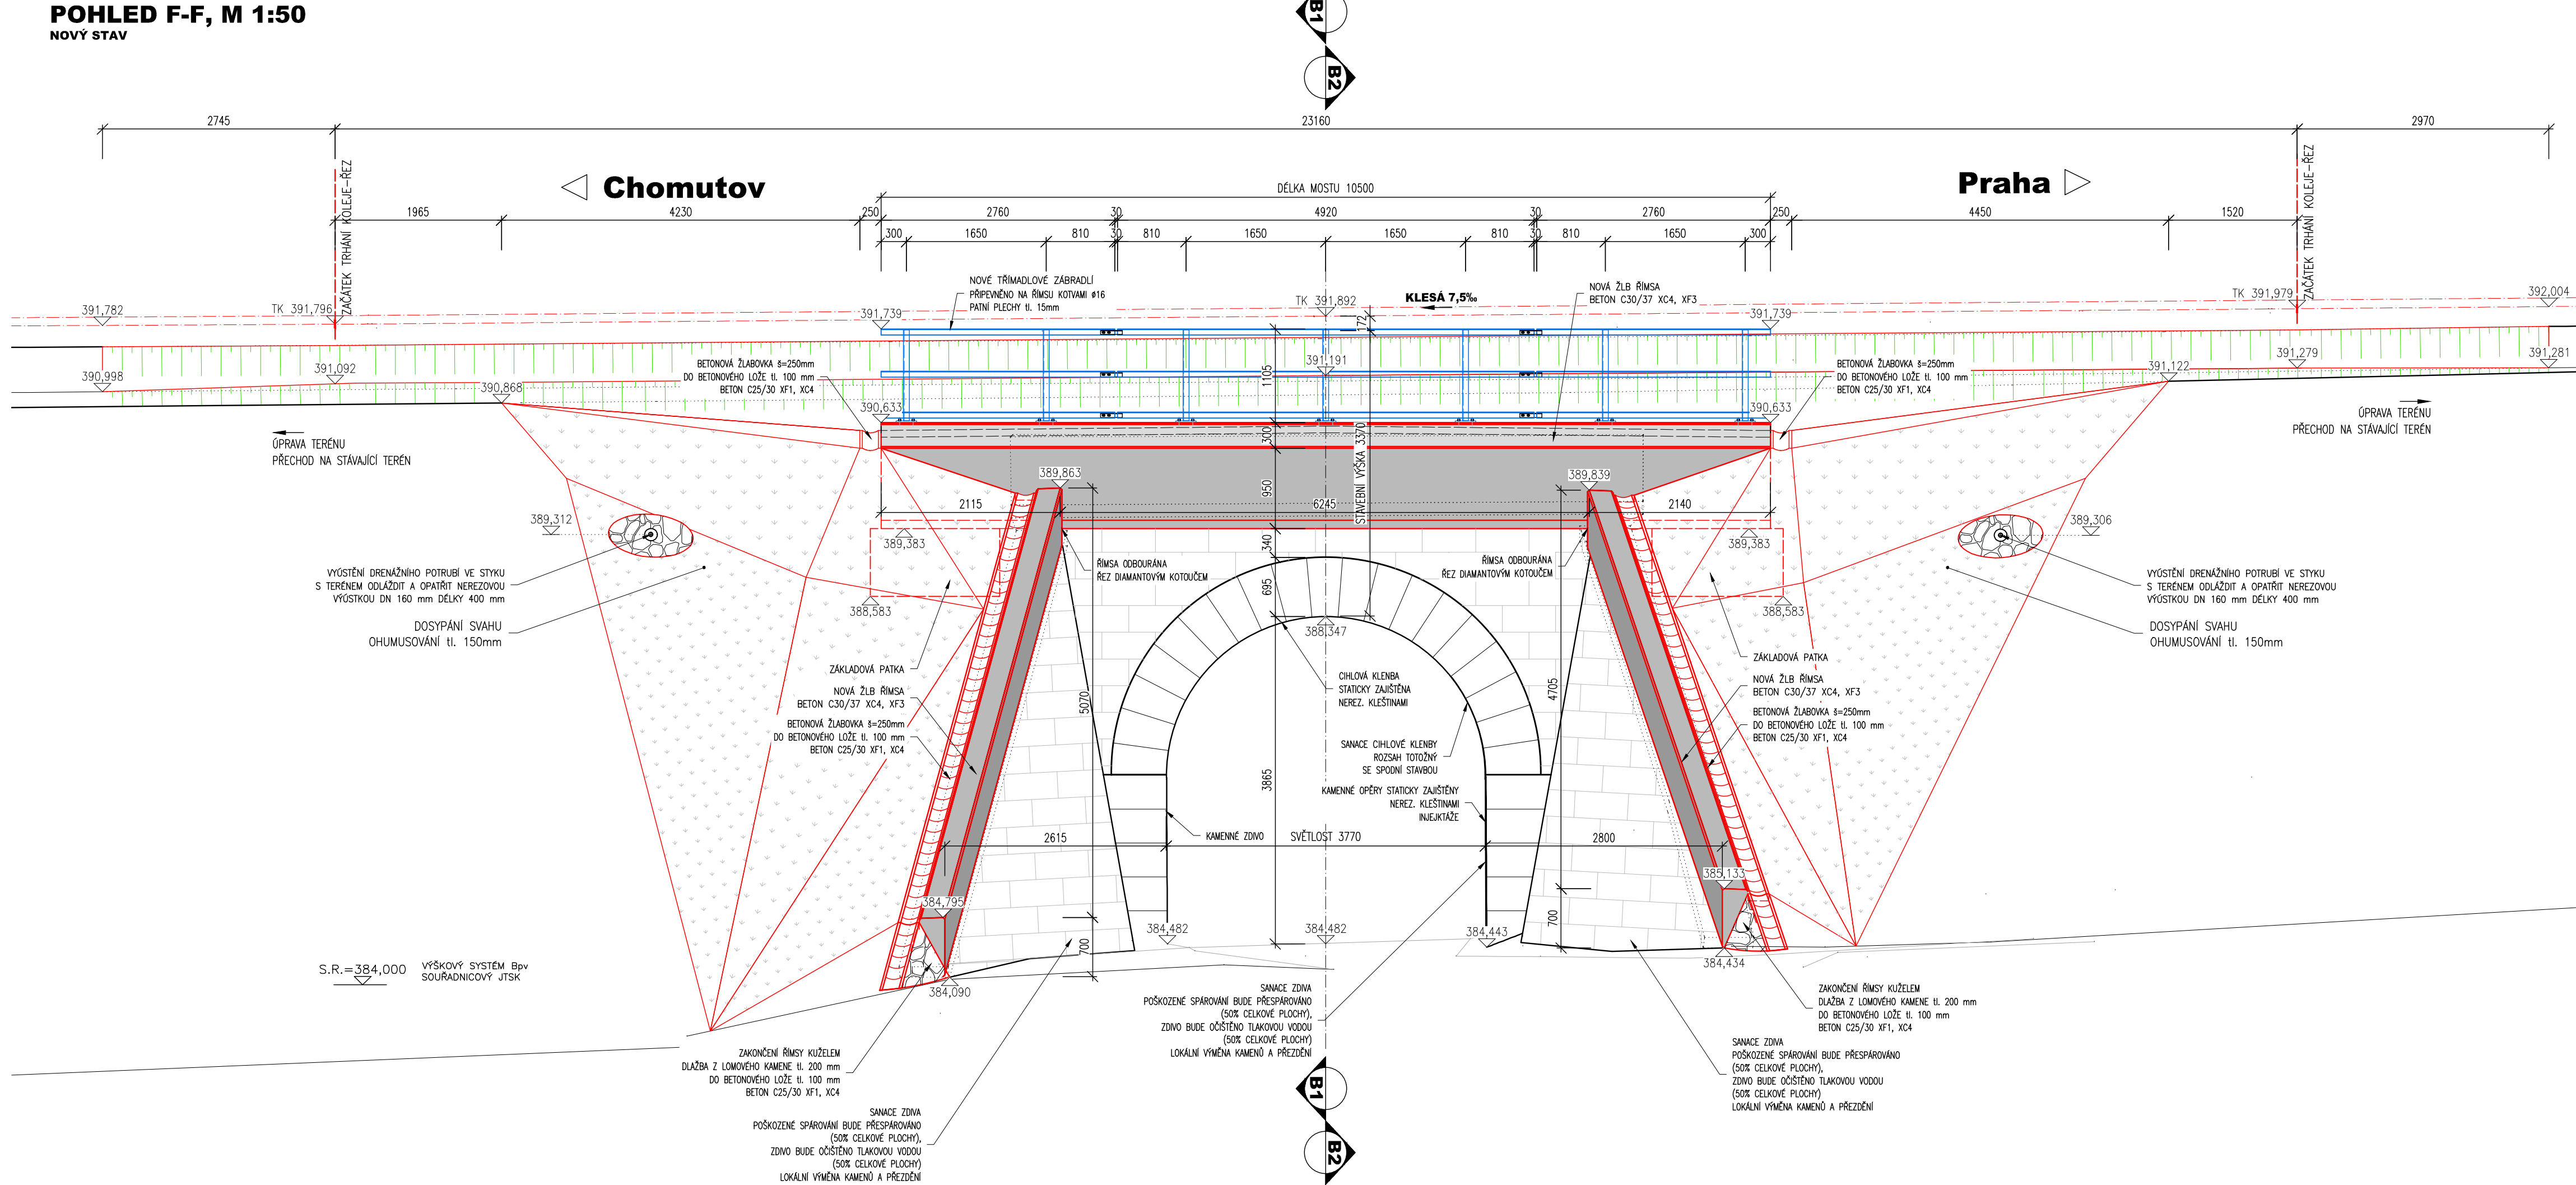 POHLED F-F, M 1:50
NOVÝ STAV
B1
B2
2745
23160
2970
ZAČÁTEK TRHÁNÍ KOLEJE-ŘEZ
Chomutov
DÉLKA MOSTU 10500
Praha
ZAČÁTEK TRHÁNÍ KOLEJE-ŘEZ
1965
4230
250
2760
30
4920
30
2760
250
4450
1520
300
1650
810
30
810
1650
1650
810
30
810
1650
300
NOVÉ TŘÍMADLOVÉ ZÁBRADLÍ
PŘIPEVNĚNO NA ŘÍMSU KOTVAMI ø16
PATNÍ PLECHY tl. 15mm
NOVÁ ŽLB ŘÍMSA
BETON C30/37 XC4, XF3
391,782
TK 391,796
391,739
TK 391,892
KLESÁ 7,5‰
391,739
TK 391,979
392,004
172
1105
BETONOVÁ ŽLABOVKA š=250mm
DO BETONOVÉHO LOŽE tl. 100 mm
BETON C25/30 XF1, XC4
391,191
BETONOVÁ ŽLABOVKA š=250mm
DO BETONOVÉHO LOŽE tl. 100 mm
BETON C25/30 XF1, XC4
390,998
391,092
390,868
391,122
391,279
391,281
390,633
390,633
ÚPRAVA TERÉNU
PŘECHOD NA STÁVAJÍCÍ TERÉN
ÚPRAVA TERÉNU
PŘECHOD NA STÁVAJÍCÍ TERÉN
300
STAVEBNÍ VÝŠKA 3370
389,863
389,839
950
2115
6245
2140
389,312
389,306
389,383
389,383
340
ŘÍMSA ODBOURÁNA
ŘEZ DIAMANTOVÝM KOTOUČEM
ŘÍMSA ODBOURÁNA
ŘEZ DIAMANTOVÝM KOTOUČEM
VYÚSTĚNÍ DRENÁŽNÍHO POTRUBÍ VE STYKU
S TERÉNEM ODLÁŽDIT A OPATŘIT NEREZOVOU
VÝÚSTKOU DN 160 mm DÉLKY 400 mm
VYÚSTĚNÍ DRENÁŽNÍHO POTRUBÍ VE STYKU
S TERÉNEM ODLÁŽDIT A OPATŘIT NEREZOVOU
VÝÚSTKOU DN 160 mm DÉLKY 400 mm
695
388,583
388,583
DOSYPÁNÍ SVAHU
OHUMUSOVÁNÍ tl. 150mm
388,347
DOSYPÁNÍ SVAHU
OHUMUSOVÁNÍ tl. 150mm
ZÁKLADOVÁ PATKA
ZÁKLADOVÁ PATKA
NOVÁ ŽLB ŘÍMSA
BETON C30/37 XC4, XF3
5070
CIHLOVÁ KLENBA
STATICKY ZAJIŠTĚNA
NEREZ. KLEŠTINAMI
4705
NOVÁ ŽLB ŘÍMSA
BETON C30/37 XC4, XF3
BETONOVÁ ŽLABOVKA š=250mm
DO BETONOVÉHO LOŽE tl. 100 mm
BETON C25/30 XF1, XC4
BETONOVÁ ŽLABOVKA š=250mm
DO BETONOVÉHO LOŽE tl. 100 mm
BETON C25/30 XF1, XC4
SANACE CIHLOVÉ KLENBY
ROZSAH TOTOŽNÝ
SE SPODNÍ STAVBOU
3865
KAMENNÉ OPĚRY STATICKY ZAJIŠTĚNY
NEREZ. KLEŠTINAMI
INJEJKTÁŽE
KAMENNÉ ZDIVO
2615
SVĚTLOST 3770
2800
384,795
385,133
700
700
384,482
384,482
384,443
384,434
384,090
S.R.=384,000
VÝŠKOVÝ SYSTÉM Bpv
SOUŘADNICOVÝ JTSK
SANACE ZDIVA
POŠKOZENÉ SPÁROVÁNÍ BUDE PŘESPÁROVÁNO
(50% CELKOVÉ PLOCHY),
ZDIVO BUDE OČIŠTĚNO TLAKOVOU VODOU
(50% CELKOVÉ PLOCHY)
LOKÁLNÍ VÝMĚNA KAMENŮ A PŘEZDĚNÍ
ZAKONČENÍ ŘÍMSY KUŽELEM
DLAŽBA Z LOMOVÉHO KAMENE tl. 200 mm
DO BETONOVÉHO LOŽE tl. 100 mm
BETON C25/30 XF1, XC4
ZAKONČENÍ ŘÍMSY KUŽELEM
DLAŽBA Z LOMOVÉHO KAMENE tl. 200 mm
DO BETONOVÉHO LOŽE tl. 100 mm
BETON C25/30 XF1, XC4
SANACE ZDIVA
POŠKOZENÉ SPÁROVÁNÍ BUDE PŘESPÁROVÁNO
(50% CELKOVÉ PLOCHY),
ZDIVO BUDE OČIŠTĚNO TLAKOVOU VODOU
(50% CELKOVÉ PLOCHY)
LOKÁLNÍ VÝMĚNA KAMENŮ A PŘEZDĚNÍ
SANACE ZDIVA
POŠKOZENÉ SPÁROVÁNÍ BUDE PŘESPÁROVÁNO
(50% CELKOVÉ PLOCHY),
ZDIVO BUDE OČIŠTĚNO TLAKOVOU VODOU
(50% CELKOVÉ PLOCHY)
LOKÁLNÍ VÝMĚNA KAMENŮ A PŘEZDĚNÍ
B1
B2